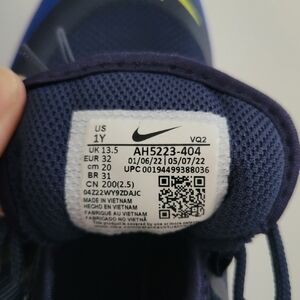 US
1Y
VQ2
UK 13.5
EUR 32
cm 20
BR 31
CN 200(2.5)
AH5223-404
01/06/22 | 05/07/22
UPC 00194499388036
04Z22WY9ZDAJC
MADE IN VIETNAM
HECHO EN VIETNAM
FABRIQUÉ AU VIETNAM
FABRICADO NO VIETNAM